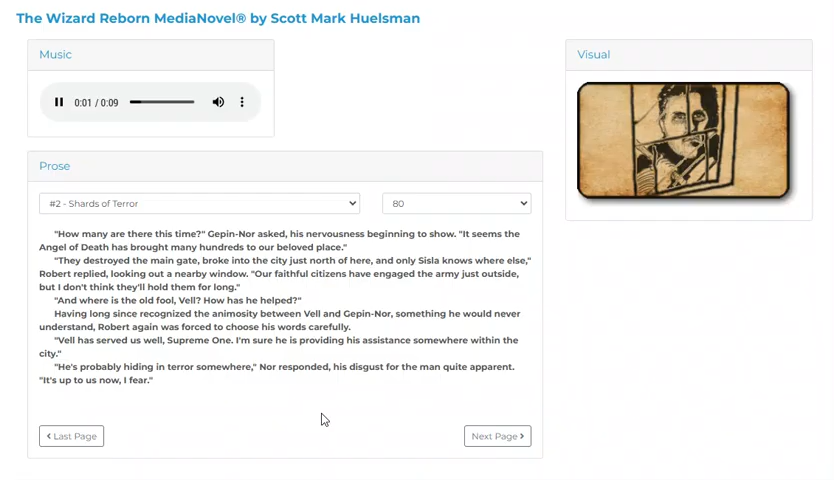 The Wizard Reborn MediaNovel® by Scott Mark Huelsman
Music
Visual
0:01 / 0:09
Prose
#2 - Shards of Terror
80
"How many are there this time?" Gepin-Nor asked, his nervousness beginning to show. "It seems the
Angel of Death has brought many hundreds to our beloved place."
"They destroyed the main gate, broke into the city just north of here, and only Sisla knows where else,"
Robert replied, looking out a nearby window. "Our faithful citizens have engaged the army just outside,
but I don't think they'll hold them for long."
"And where is the old fool, Vell? How has he helped?"
Having long since recognized the animosity between Vell and Gepin-Nor, something he would never
understand, Robert again was forced to choose his words carefully.
"Vell has served us well, Supreme One. I'm sure he is providing his assistance somewhere within the
city."
"He's probably hiding in terror somewhere," Nor responded, his disgust for the man quite apparent.
"It's up to us now, I fear."
Last Page
Next Page